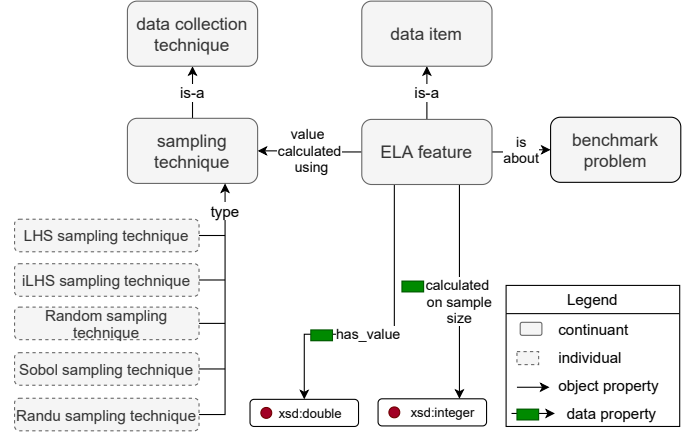 data collection
technique
data item
is-a
is-a
sampling
technique
value
calculated
using
ELA feature
is
about
benchmark
problem
type
LHS sampling technique
iLHS sampling technique
Random sampling
technique
Sobol sampling technique
Randu sampling technique
calculated
on sample
size
has_value
xsd:double
xsd:integer
Legend
continuant
individual
object property
data property